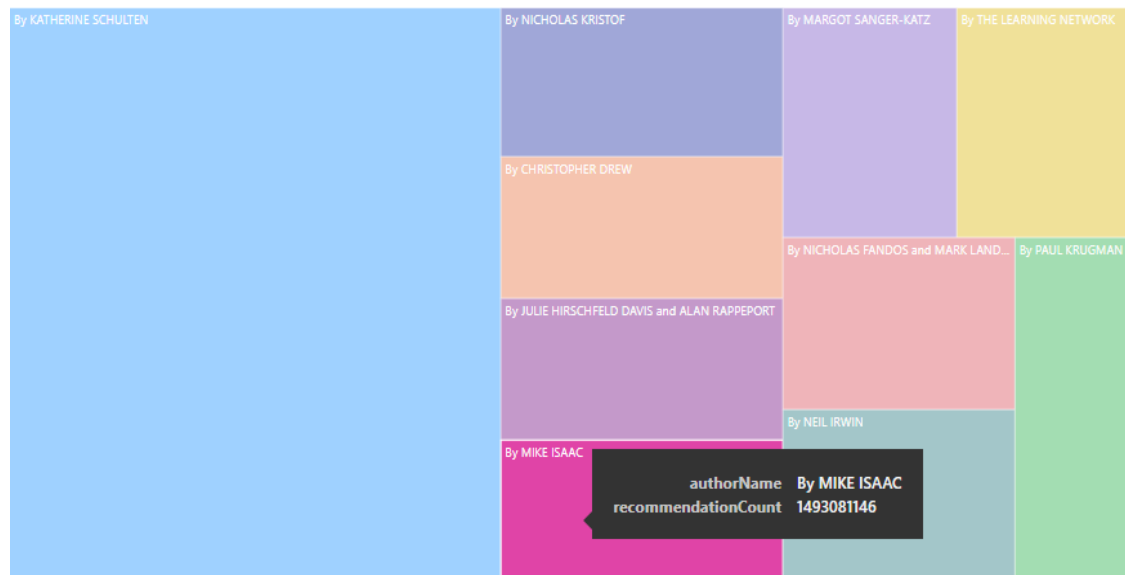 By KATHERINE SCHULTEN
By NICHOLAS KRISTOF
By MARGOT SANGER-KATZ
By THE LEARNING NETWORK
By CHRISTOPHER DREW
By NICHOLAS FANDOS and MARK LAND...
By PAUL KRUGMAN
By JULIE HIRSCHFELD DAVIS and ALAN RAPPEPORT
By NEIL IRWIN
By MIKE ISAAC
authorName By MIKE ISAAC
recommendationCount 1493081146